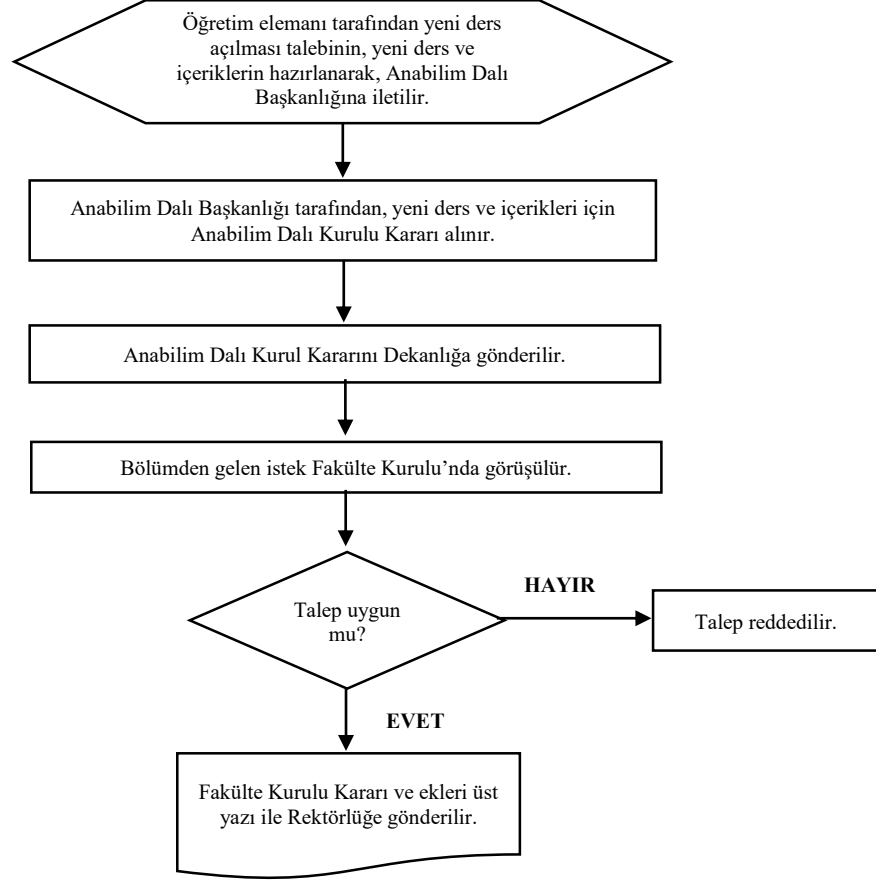 Öğretim elemanı tarafından yeni ders
açılması talebinin, yeni ders ve
içeriklerin hazırlanarak, Anabilim Dalı
Başkanlığına iletilir.
Anabilim Dalı Başkanlığı tarafından, yeni ders ve içerikleri için
Anabilim Dalı Kurulu Kararı alınır.
Anabilim Dalı Kurul Kararını Dekanlığa gönderilir.
Bölümden gelen istek Fakülte Kurulu’nda görüşülür.
Talep uygun
mu?
HAYIR
Talep reddedilir.
EVET
Fakülte Kurulu Kararı ve ekleri üst
yazı ile Rektörlüğe gönderilir.